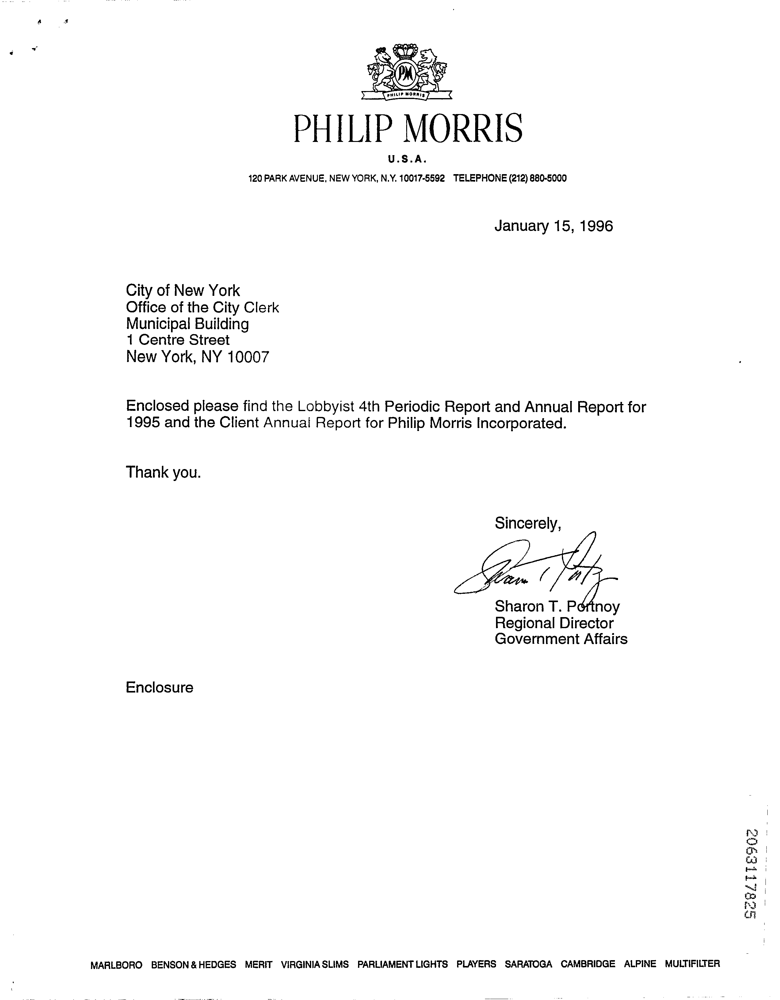 PM
PHILIP MORRIS
PHILIP MORRIS
U.S.A.
120 PARK AVENUE, NEW YORK, N.Y. 10017-5592 TELEPHONE (212) 880-5000
January 15, 1996
City of New York
Office of the City Clerk
Municipal Building
1 Centre Street
New York, NY 10007
Enclosed please find the Lobbyist 4th Periodic Report and Annual Report for
1995 and the Client Annual Report for Philip Morris Incorporated.
Thank you.
Sincerely,
Sharon T. Portnoy
Sharon T. Portnoy
Regional Director
Government Affairs
Enclosure
2063117825
MARLBORO BENSON & HEDGES MERIT VIRGINIA SLIMS PARLIAMENT LIGHTS PLAYERS SARATOGA CAMBRIDGE ALPINE MULTIFILTER